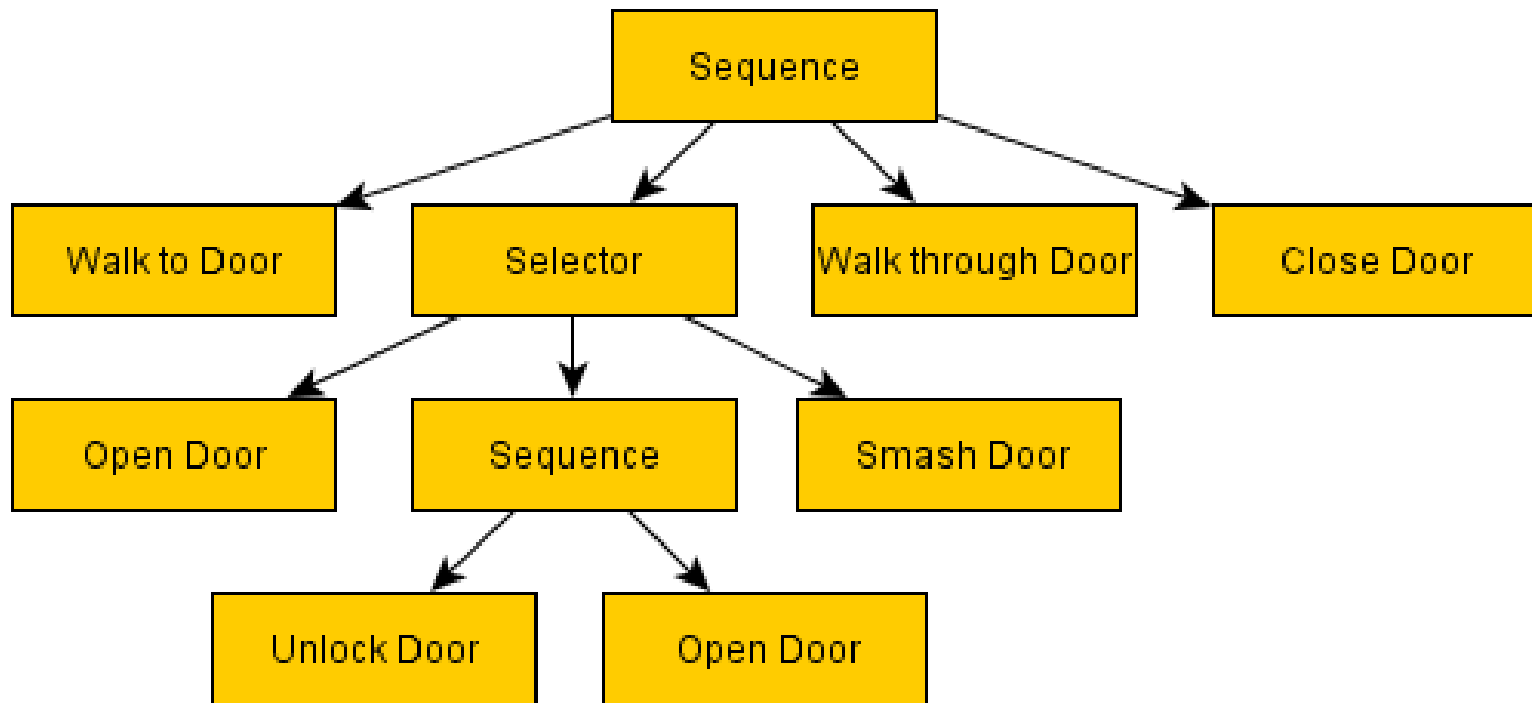 Sequence
Walk to Door
Selector
Walk through Door
Close Door
Open Door
Sequence
Smash Door
Unlock Door
Open Door